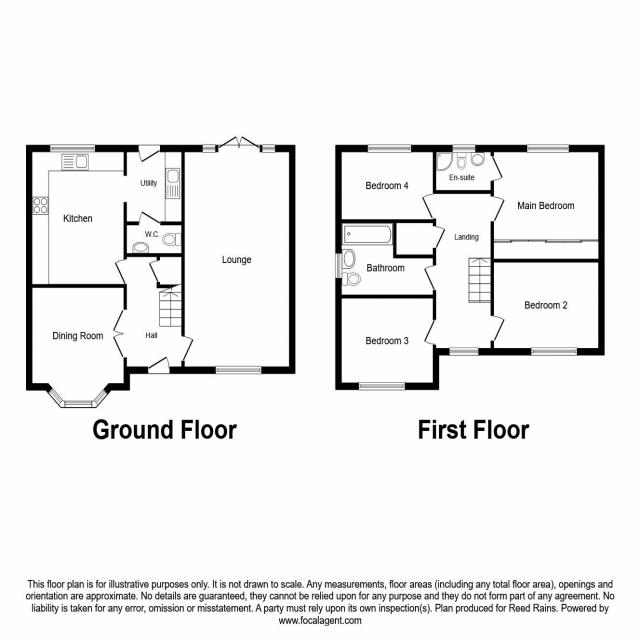 Kitchen
Utility
W.C.
Lounge
Dining Room
Hall
Ground Floor
Bedroom 4
En-suite
Main Bedroom
Landing
Bathroom
Bedroom 2
Bedroom 3
First Floor
This floor plan is for illustrative purposes only. It is not drawn to scale. Any measurements, floor areas (including any total floor area), openings and
orientation are approximate. No details are guaranteed, they cannot be relied upon for any purpose and they do not form part of any agreement. No
liability is taken for any error, omission or misstatement. A party must rely upon its own inspection(s). Plan produced for Reed Rains. Powered by
www.focalagent.com